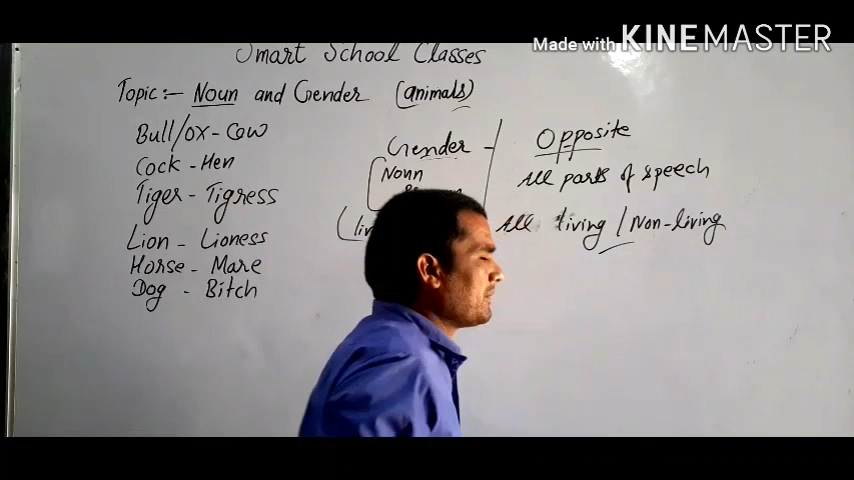 Made with KINEMASTER
Smart School Classes
Topic:- Noun and Gender (animals)
Bull/ox - Cow
Cock - Hen
Tiger - Tigress
Lion - Lioness
Horse - Mare
Dog - Bitch
Gender -
Noun
Opposite
All parts of speech
All living / Non-living